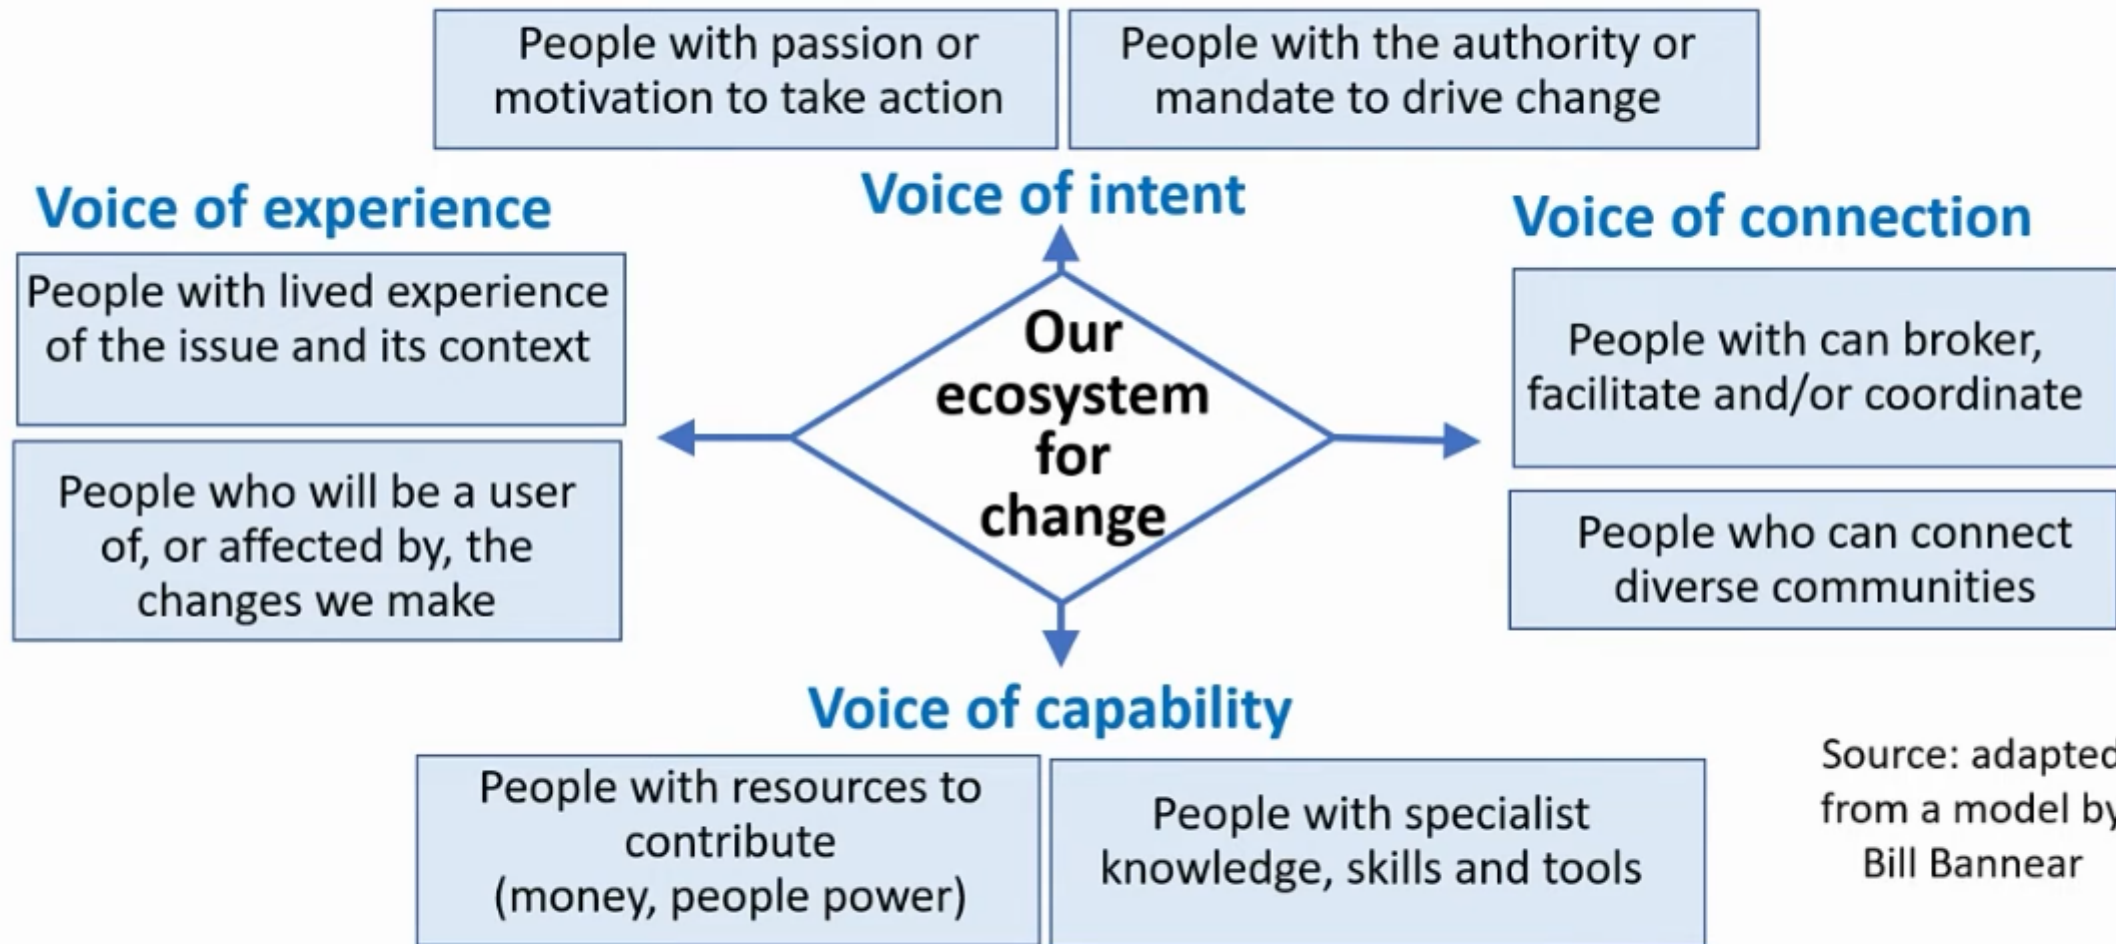 People with passion or
motivation to take action
People with the authority or
mandate to drive change
Voice of experience
Voice of intent
Voice of connection
People with lived experience
of the issue and its context
People who will be a user
of, or affected by, the
changes we make
Our
ecosystem
for
change
People with can broker,
facilitate and/or coordinate
People who can connect
diverse communities
Voice of capability
People with resources to
contribute
(money, people power)
People with specialist
knowledge, skills and tools
Source: adapted
from a model by
Bill Bannear